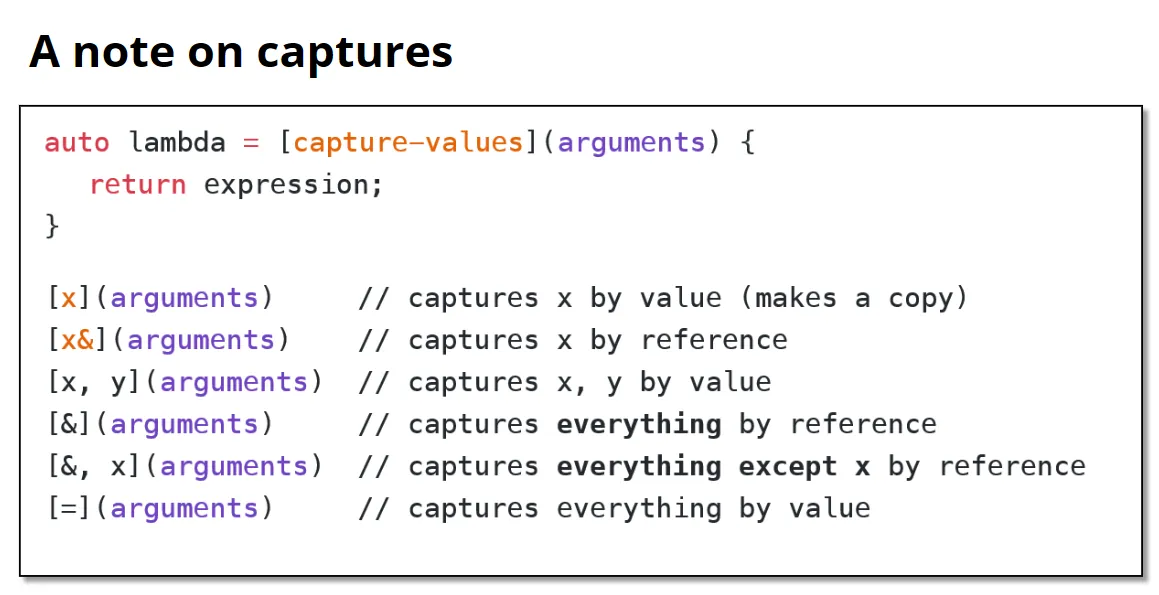 A note on captures
auto lambda = [capture-values](arguments) {
return expression;
}
[x](arguments) // captures x by value (makes a copy)
[x&](arguments) // captures x by reference
[x, y](arguments) // captures x, y by value
[&](arguments) // captures everything by reference
[&, x](arguments) // captures everything except x by reference
[=](arguments) // captures everything by value